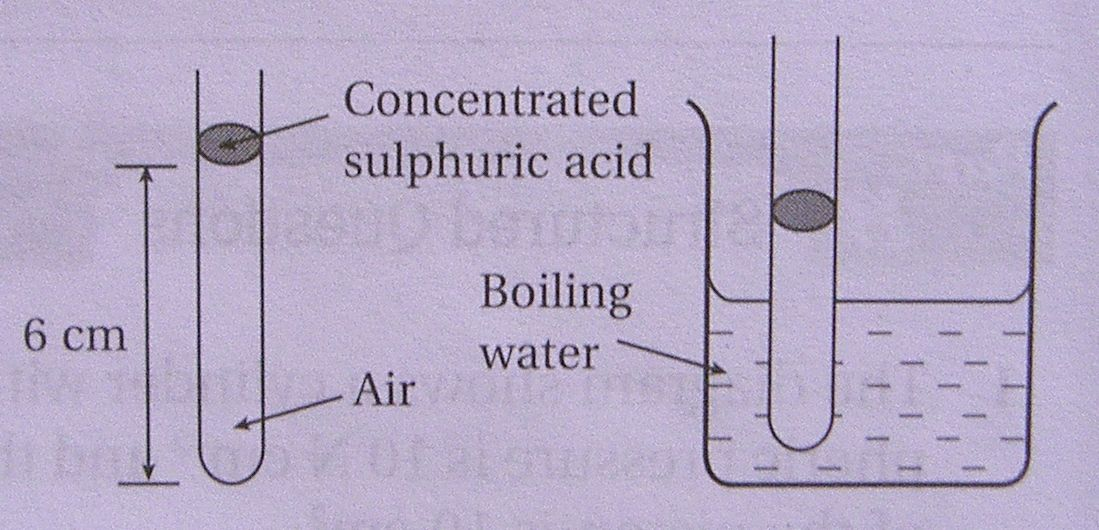 Concentrated
sulphuric acid
6 cm
Air
Boiling
water